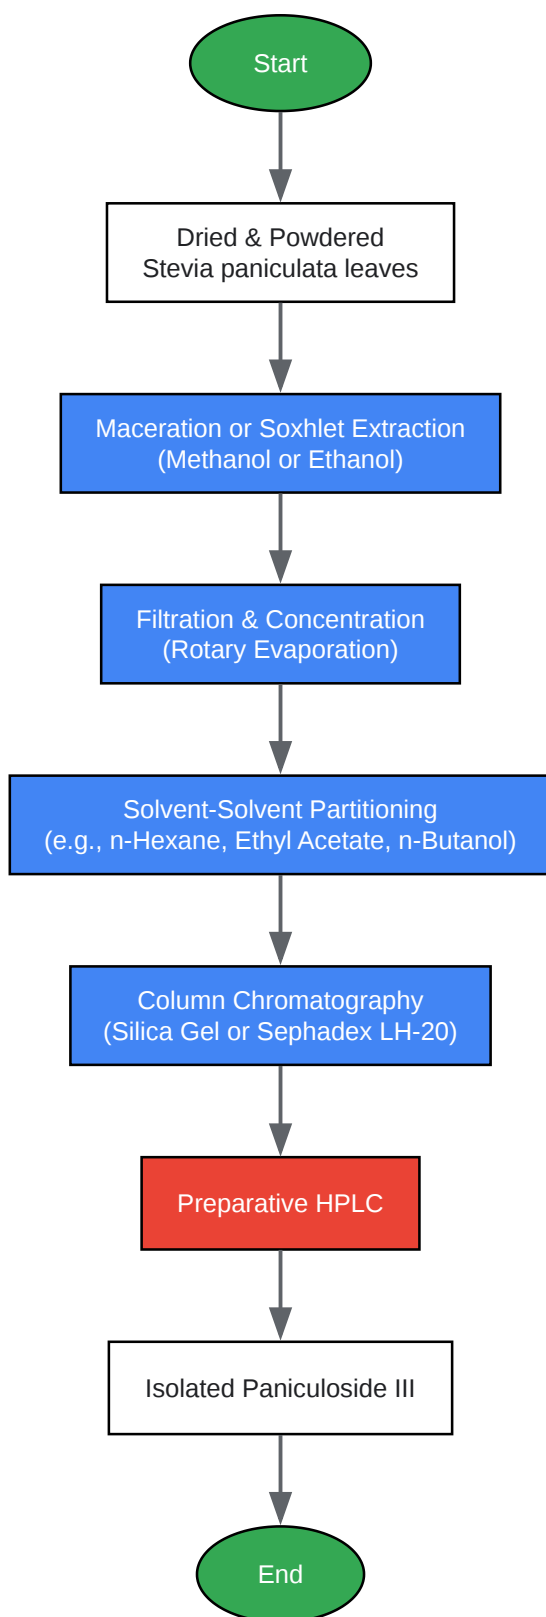 Start
Dried & Powdered
Stevia paniculata leaves
Maceration or Soxhlet Extraction
(Methanol or Ethanol)
Filtration & Concentration
(Rotary Evaporation)
Solvent-Solvent Partitioning
(e.g., n-Hexane, Ethyl Acetate, n-Butanol)
Column Chromatography
(Silica Gel or Sephadex LH-20)
Preparative HPLC
Isolated Paniculoside III
End